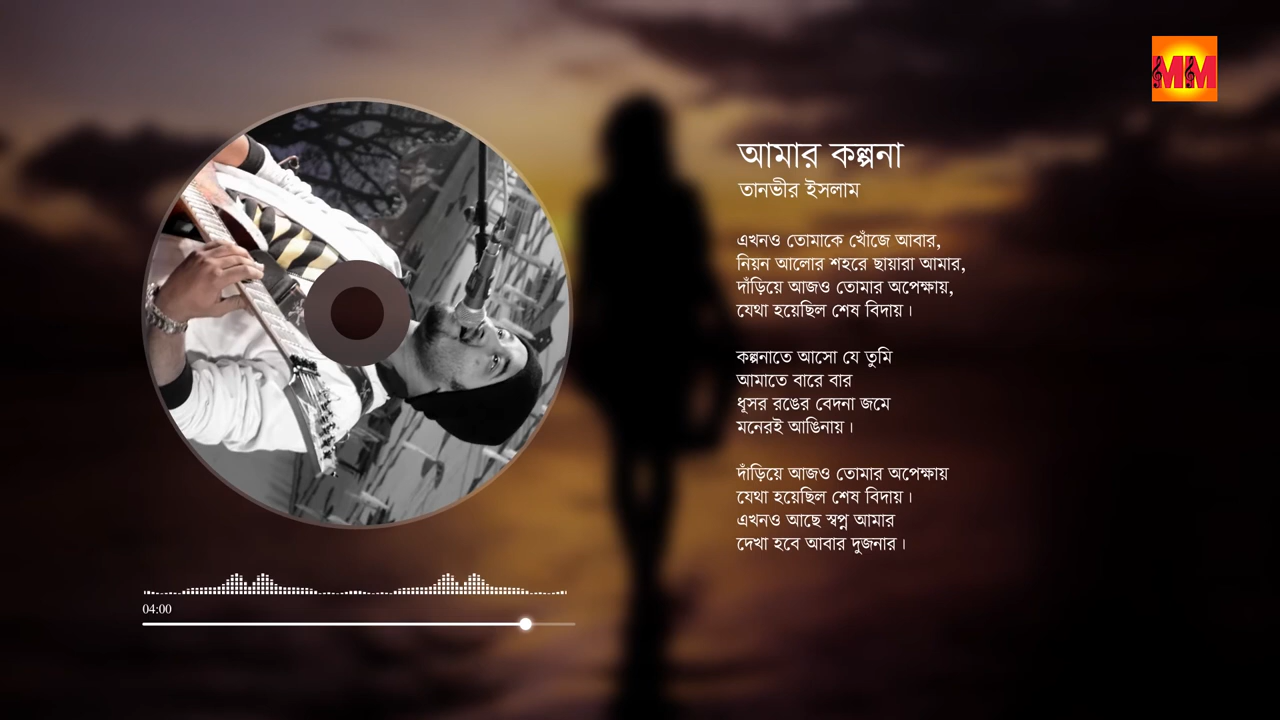 MM
আমার কল্পনা
তানভীর ইসলাম
এখনও তোমাকে খোঁজে আবার,
নিয়ন আলোর শহরে ছায়ারা আমার,
দাঁড়িয়ে আজও তোমার অপেক্ষায়,
যেথা হয়েছিল শেষ বিদায়।
কল্পনাতে আসো যে তুমি
আমাতে বারে বার
ধূসর রঙের বেদনা জমে
মনেরই আঙিনায়।
দাঁড়িয়ে আজও তোমার অপেক্ষায়
যেথা হয়েছিল শেষ বিদায়।
এখনও আছে স্বপ্ন আমার
দেখা হবে আবার দুজনার।
04:00